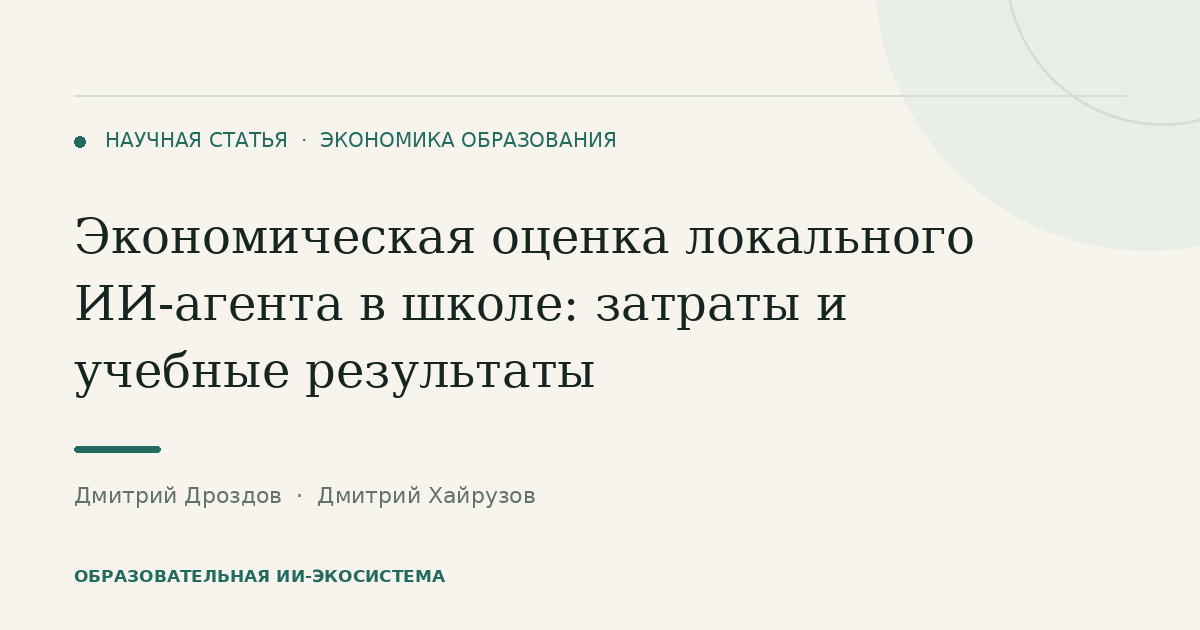 НАУЧНАЯ СТАТЬЯ · ЭКОНОМИКА ОБРАЗОВАНИЯ
Экономическая оценка локального
ИИ-агента в школе: затраты и
учебные результаты
Дмитрий Дроздов · Дмитрий Хайрузов
ОБРАЗОВАТЕЛЬНАЯ ИИ-ЭКОСИСТЕМА